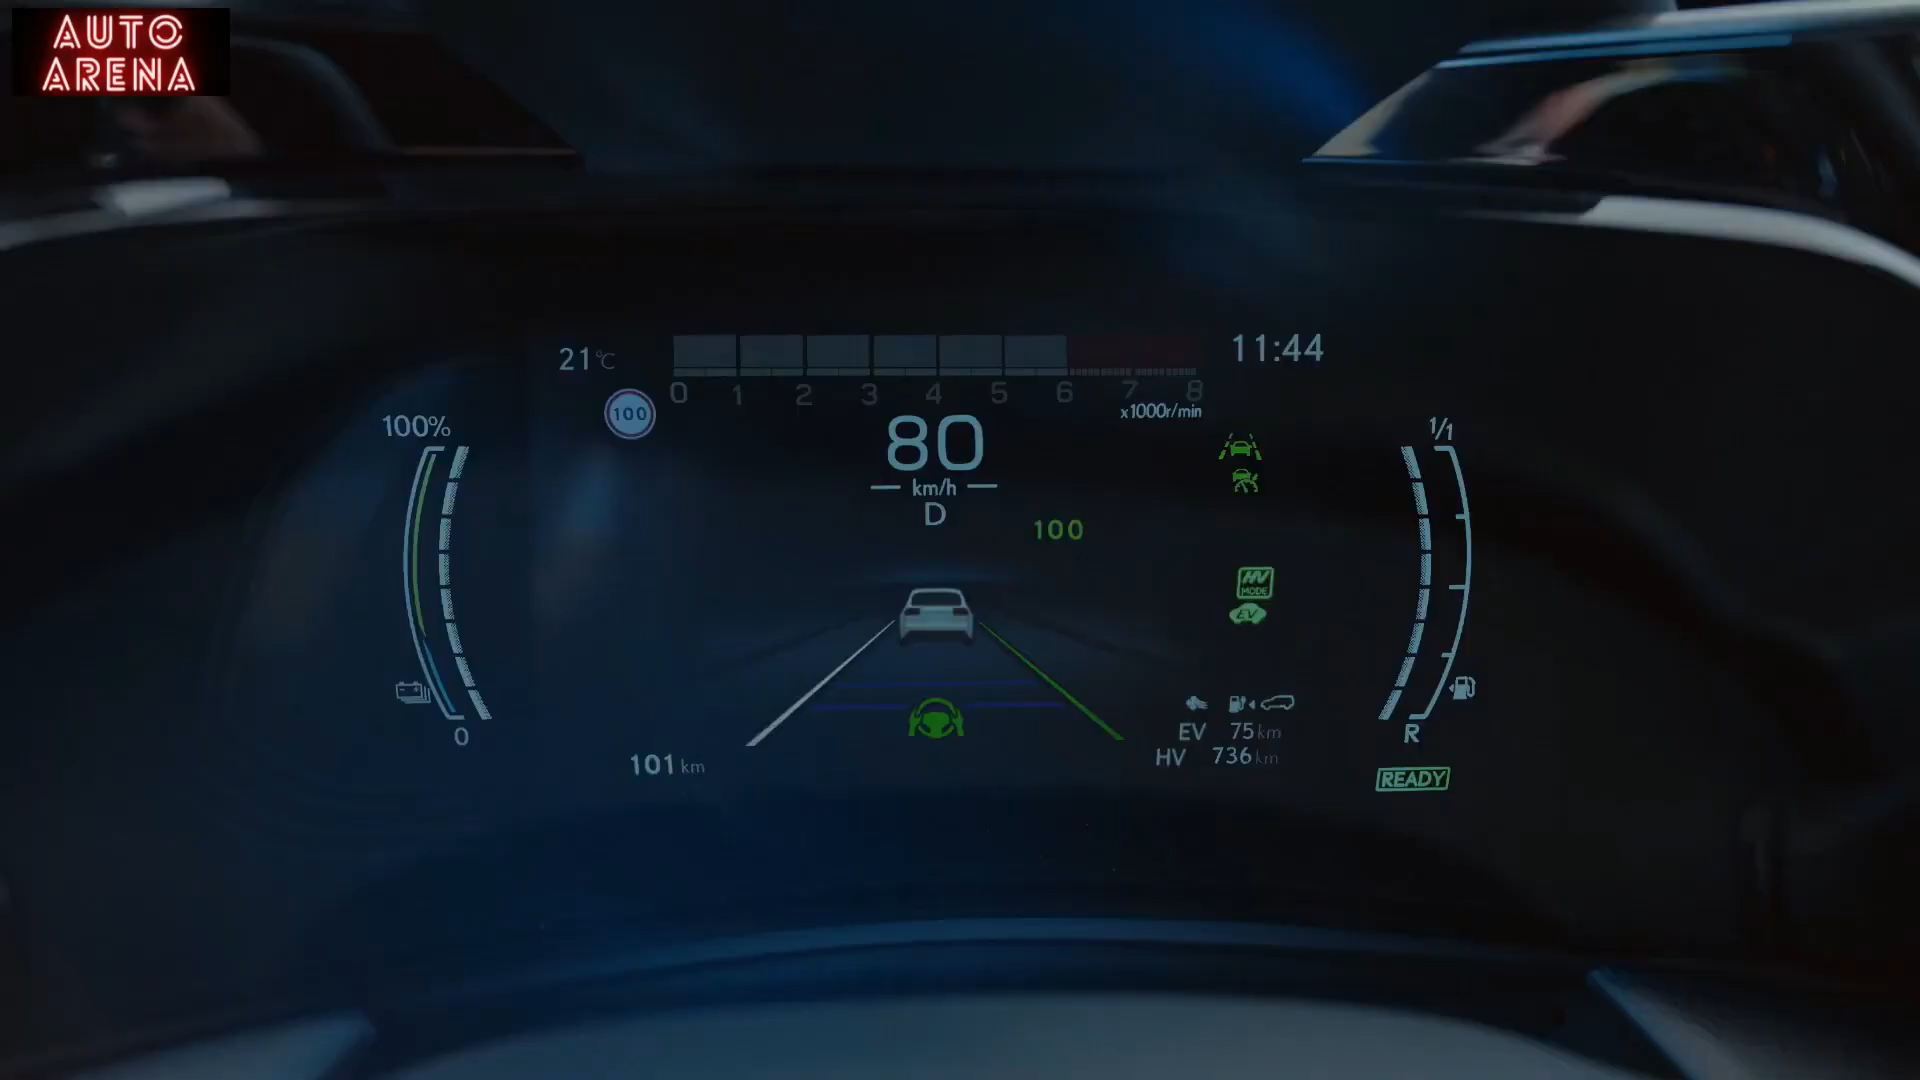 AUTO
ARENA
21°C
11:44
0 1 2 3 4 5 6 7 8
x1000r/min
100
80
km/h
D
100
100%
0
1/1
R
HV
MODE
EV
EV 75 km
HV 736 km
101 km
READY